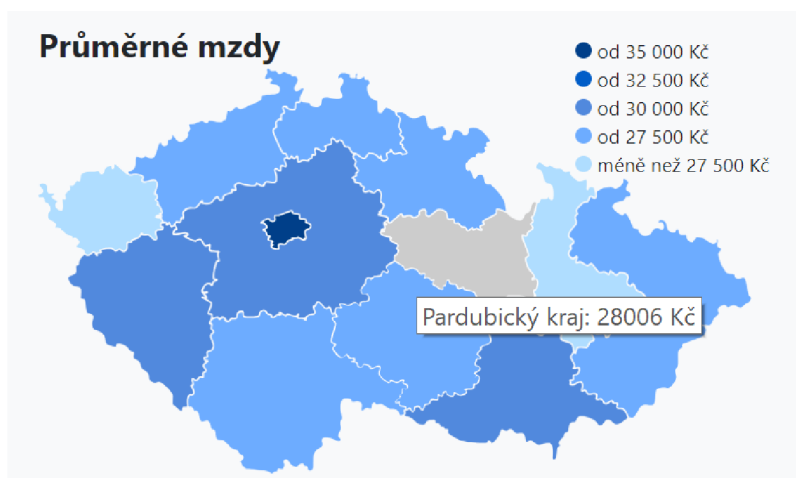 Průměrné mzdy
od 35 000 Kč
od 32 500 Kč
od 30 000 Kč
od 27 500 Kč
méně než 27 500 Kč
Pardubický kraj: 28006 Kč